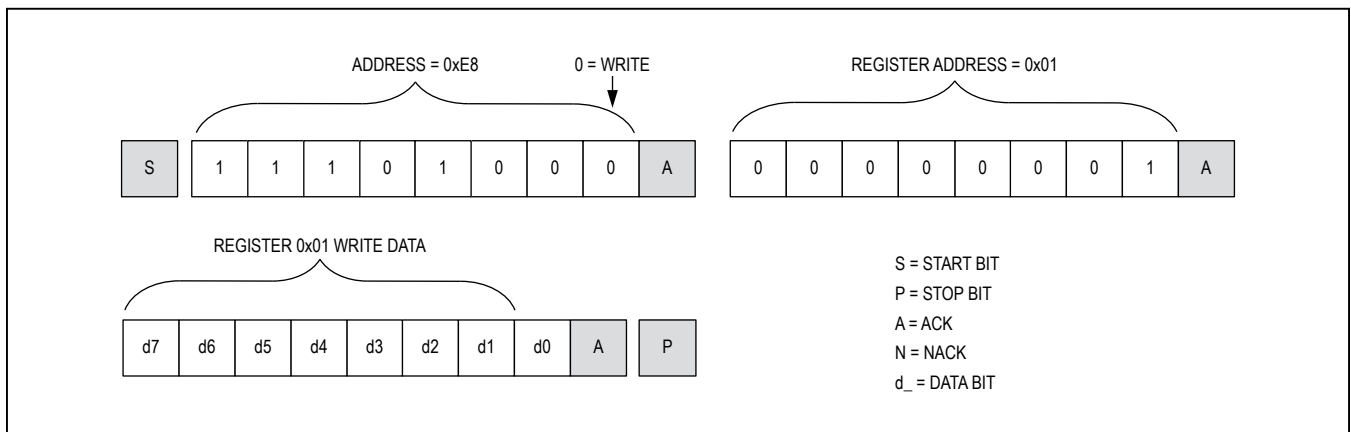 ADDRESS = 0xE8 0 = WRITE REGISTER ADDRESS = 0x01
S 1 1 1 0 1 0 0 0 A 0 0 0 0 0 0 0 1 A
REGISTER 0x01 WRITE DATA
d7 d6 d5 d4 d3 d2 d1 d0 A P
S = START BIT
P = STOP BIT
A = ACK
N = NACK
d_ = DATA BIT